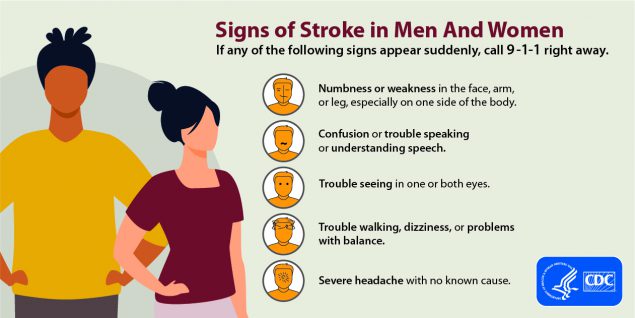 Signs of Stroke in Men And Women
If any of the following signs appear suddenly, call 9-1-1 right away.
Numbness or weakness in the face, arm,
or leg, especially on one side of the body.
Confusion or trouble speaking
or understanding speech.
Trouble seeing in one or both eyes.
Trouble walking, dizziness, or problems
with balance.
Severe headache with no known cause.
CDC